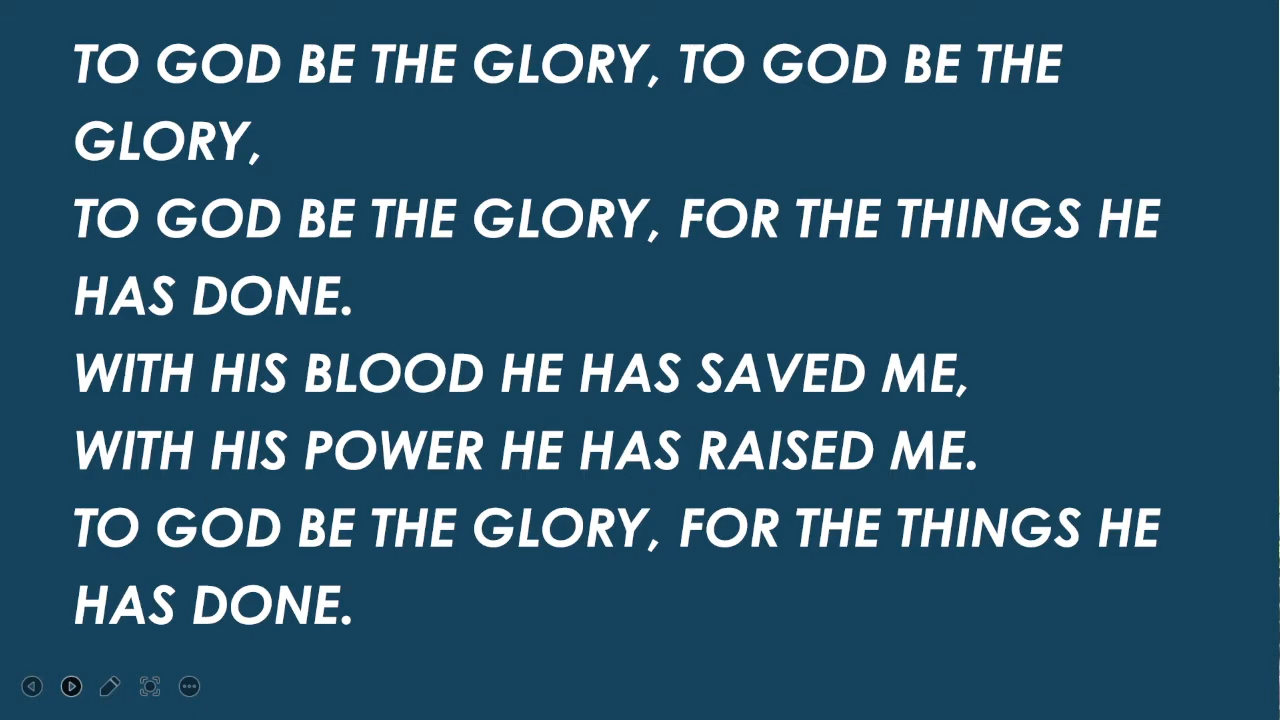 TO GOD BE THE GLORY, TO GOD BE THE
GLORY,
TO GOD BE THE GLORY, FOR THE THINGS HE
HAS DONE.
WITH HIS BLOOD HE HAS SAVED ME,
WITH HIS POWER HE HAS RAISED ME.
TO GOD BE THE GLORY, FOR THE THINGS HE
HAS DONE.